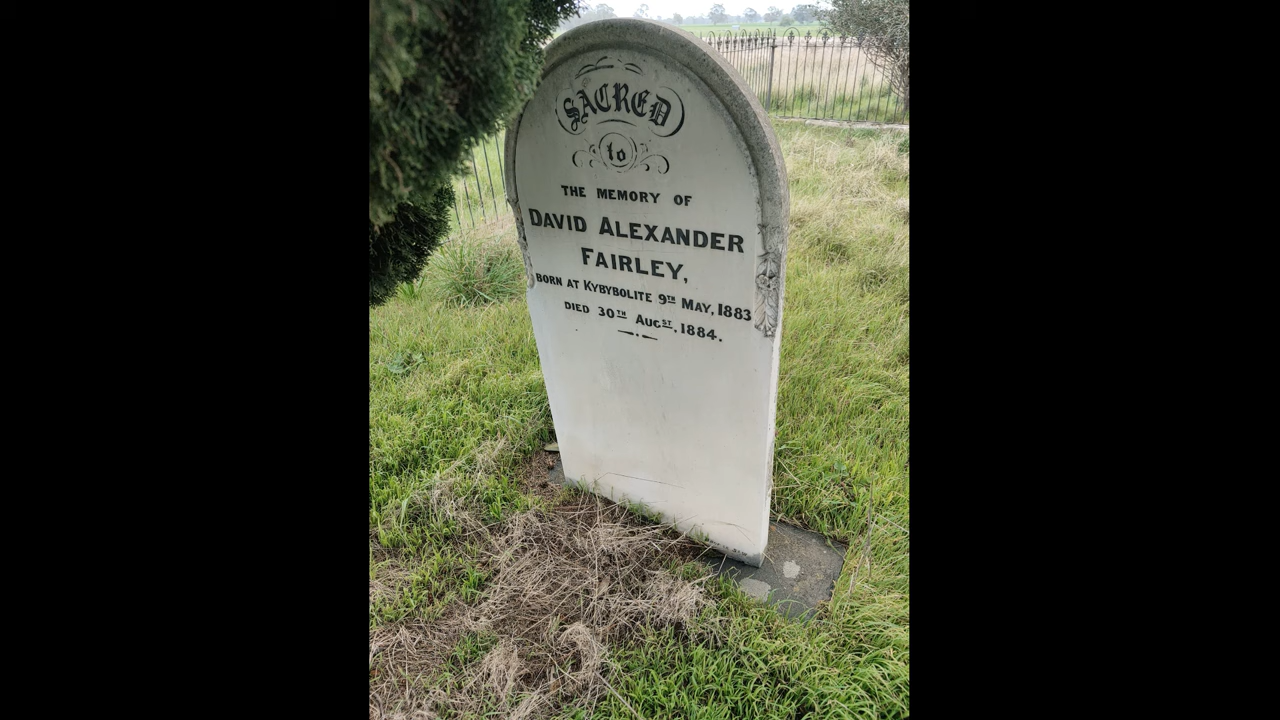 SACRED
to
THE MEMORY OF
DAVID ALEXANDER
FAIRLEY,
BORN AT KYBYBOLITE 9TH MAY, 1883
DIED 30TH AUGST, 1884.